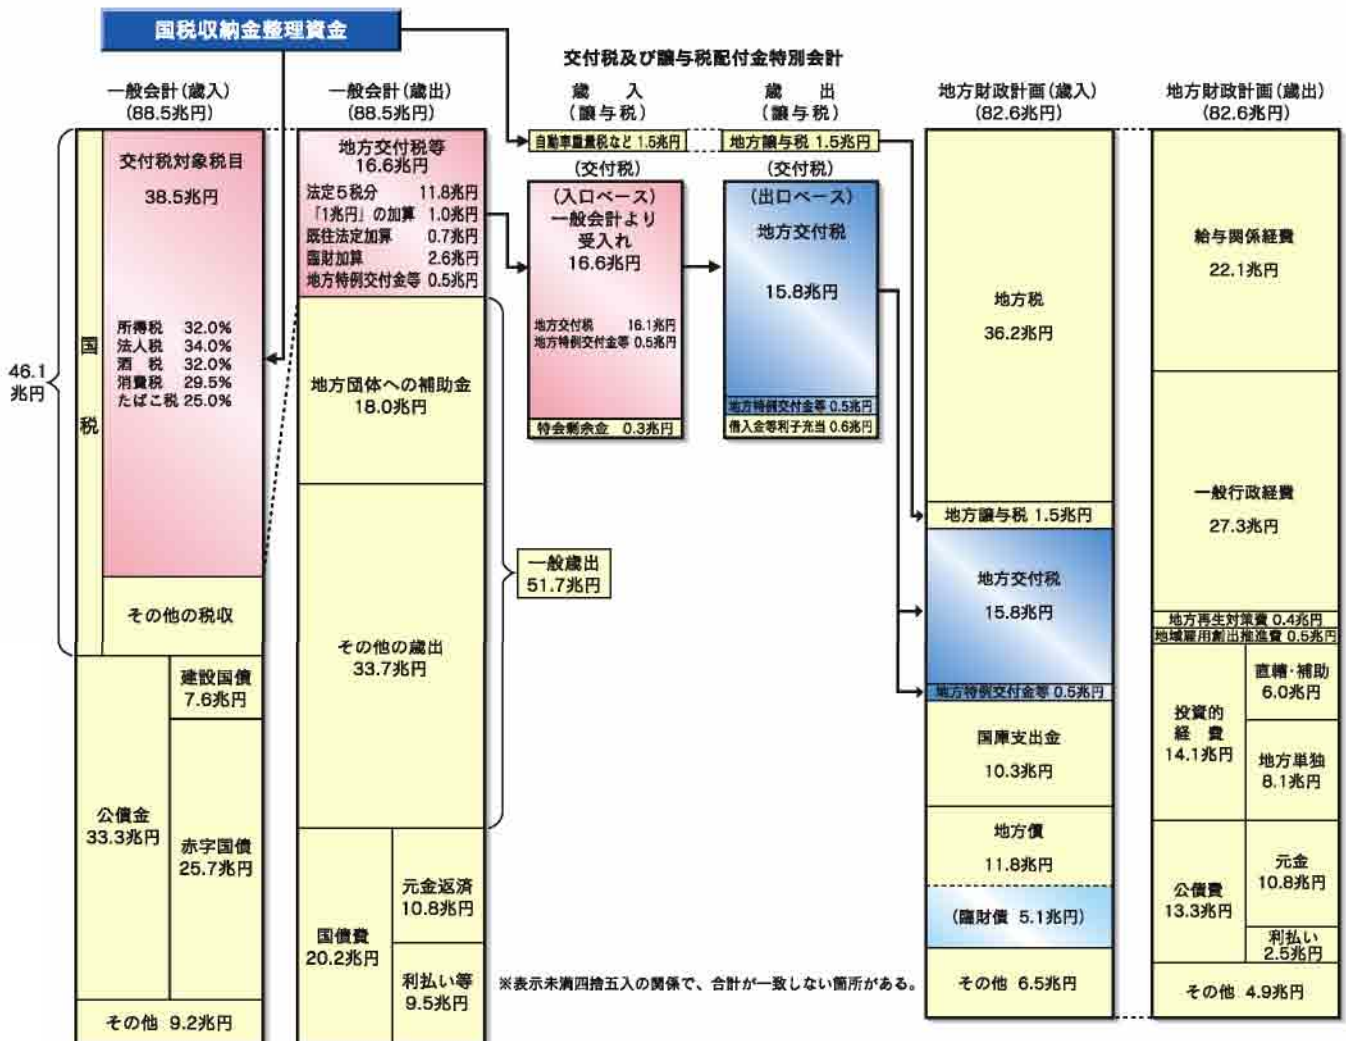 国税収納金整理資金
交付税及び譲与税配付金特別会計
一般会計(歳入)
(88.5兆円)
一般会計(歳出)
(88.5兆円)
歳 入
(譲与税)
歳 出
(譲与税)
地方財政計画(歳入)
(82.6兆円)
地方財政計画(歳出)
(82.6兆円)
46.1
兆円
国
税
交付税対象税目
38.5兆円
所得税 32.0%
法人税 34.0%
酒 税 32.0%
消費税 29.5%
たばこ税 25.0%
その他の税収
公債金
33.3兆円
建設国債
7.6兆円
赤字国債
25.7兆円
その他 9.2兆円
地方交付税等
16.6兆円
法定5税分 11.8兆円
「1兆円」の加算 1.0兆円
既往法定加算 0.7兆円
臨財加算 2.6兆円
地方特例交付金等 0.5兆円
地方団体への補助金
18.0兆円
その他の歳出
33.7兆円
一般歳出
51.7兆円
国債費
20.2兆円
元金返済
10.8兆円
利払い等
9.5兆円
自動車重量税など 1.5兆円
(交付税)
(入口ベース)
一般会計より
受入れ
16.6兆円
地方交付税 16.1兆円
地方特例交付金等 0.5兆円
特会剰余金 0.3兆円
地方譲与税 1.5兆円
(交付税)
(出口ベース)
地方交付税
15.8兆円
地方特例交付金等 0.5兆円
借入金等利子充当 0.6兆円
地方税
36.2兆円
地方譲与税 1.5兆円
地方交付税
15.8兆円
地方特例交付金等 0.5兆円
国庫支出金
10.3兆円
地方債
11.8兆円
(臨財債 5.1兆円)
その他 6.5兆円
給与関係経費
22.1兆円
一般行政経費
27.3兆円
地方再生対策費 0.4兆円
地域雇用創出推進費 0.5兆円
投資的
経 費
14.1兆円
直轄・補助
6.0兆円
地方単独
8.1兆円
公債費
13.3兆円
元金
10.8兆円
利払い
2.5兆円
その他 4.9兆円
※表示未満四捨五入の関係で、合計が一致しない箇所がある。